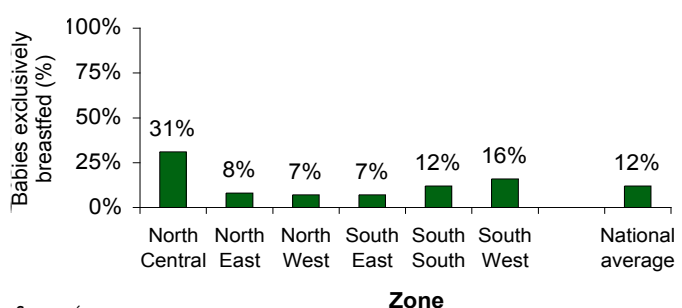 Babies exclusively
breastfed (%)
100%
75%
50%
25%
0%
31%
8%
7%
7%
12%
16%
12%
North Central
North East
North West
South East
South South
South West
National average
Zone